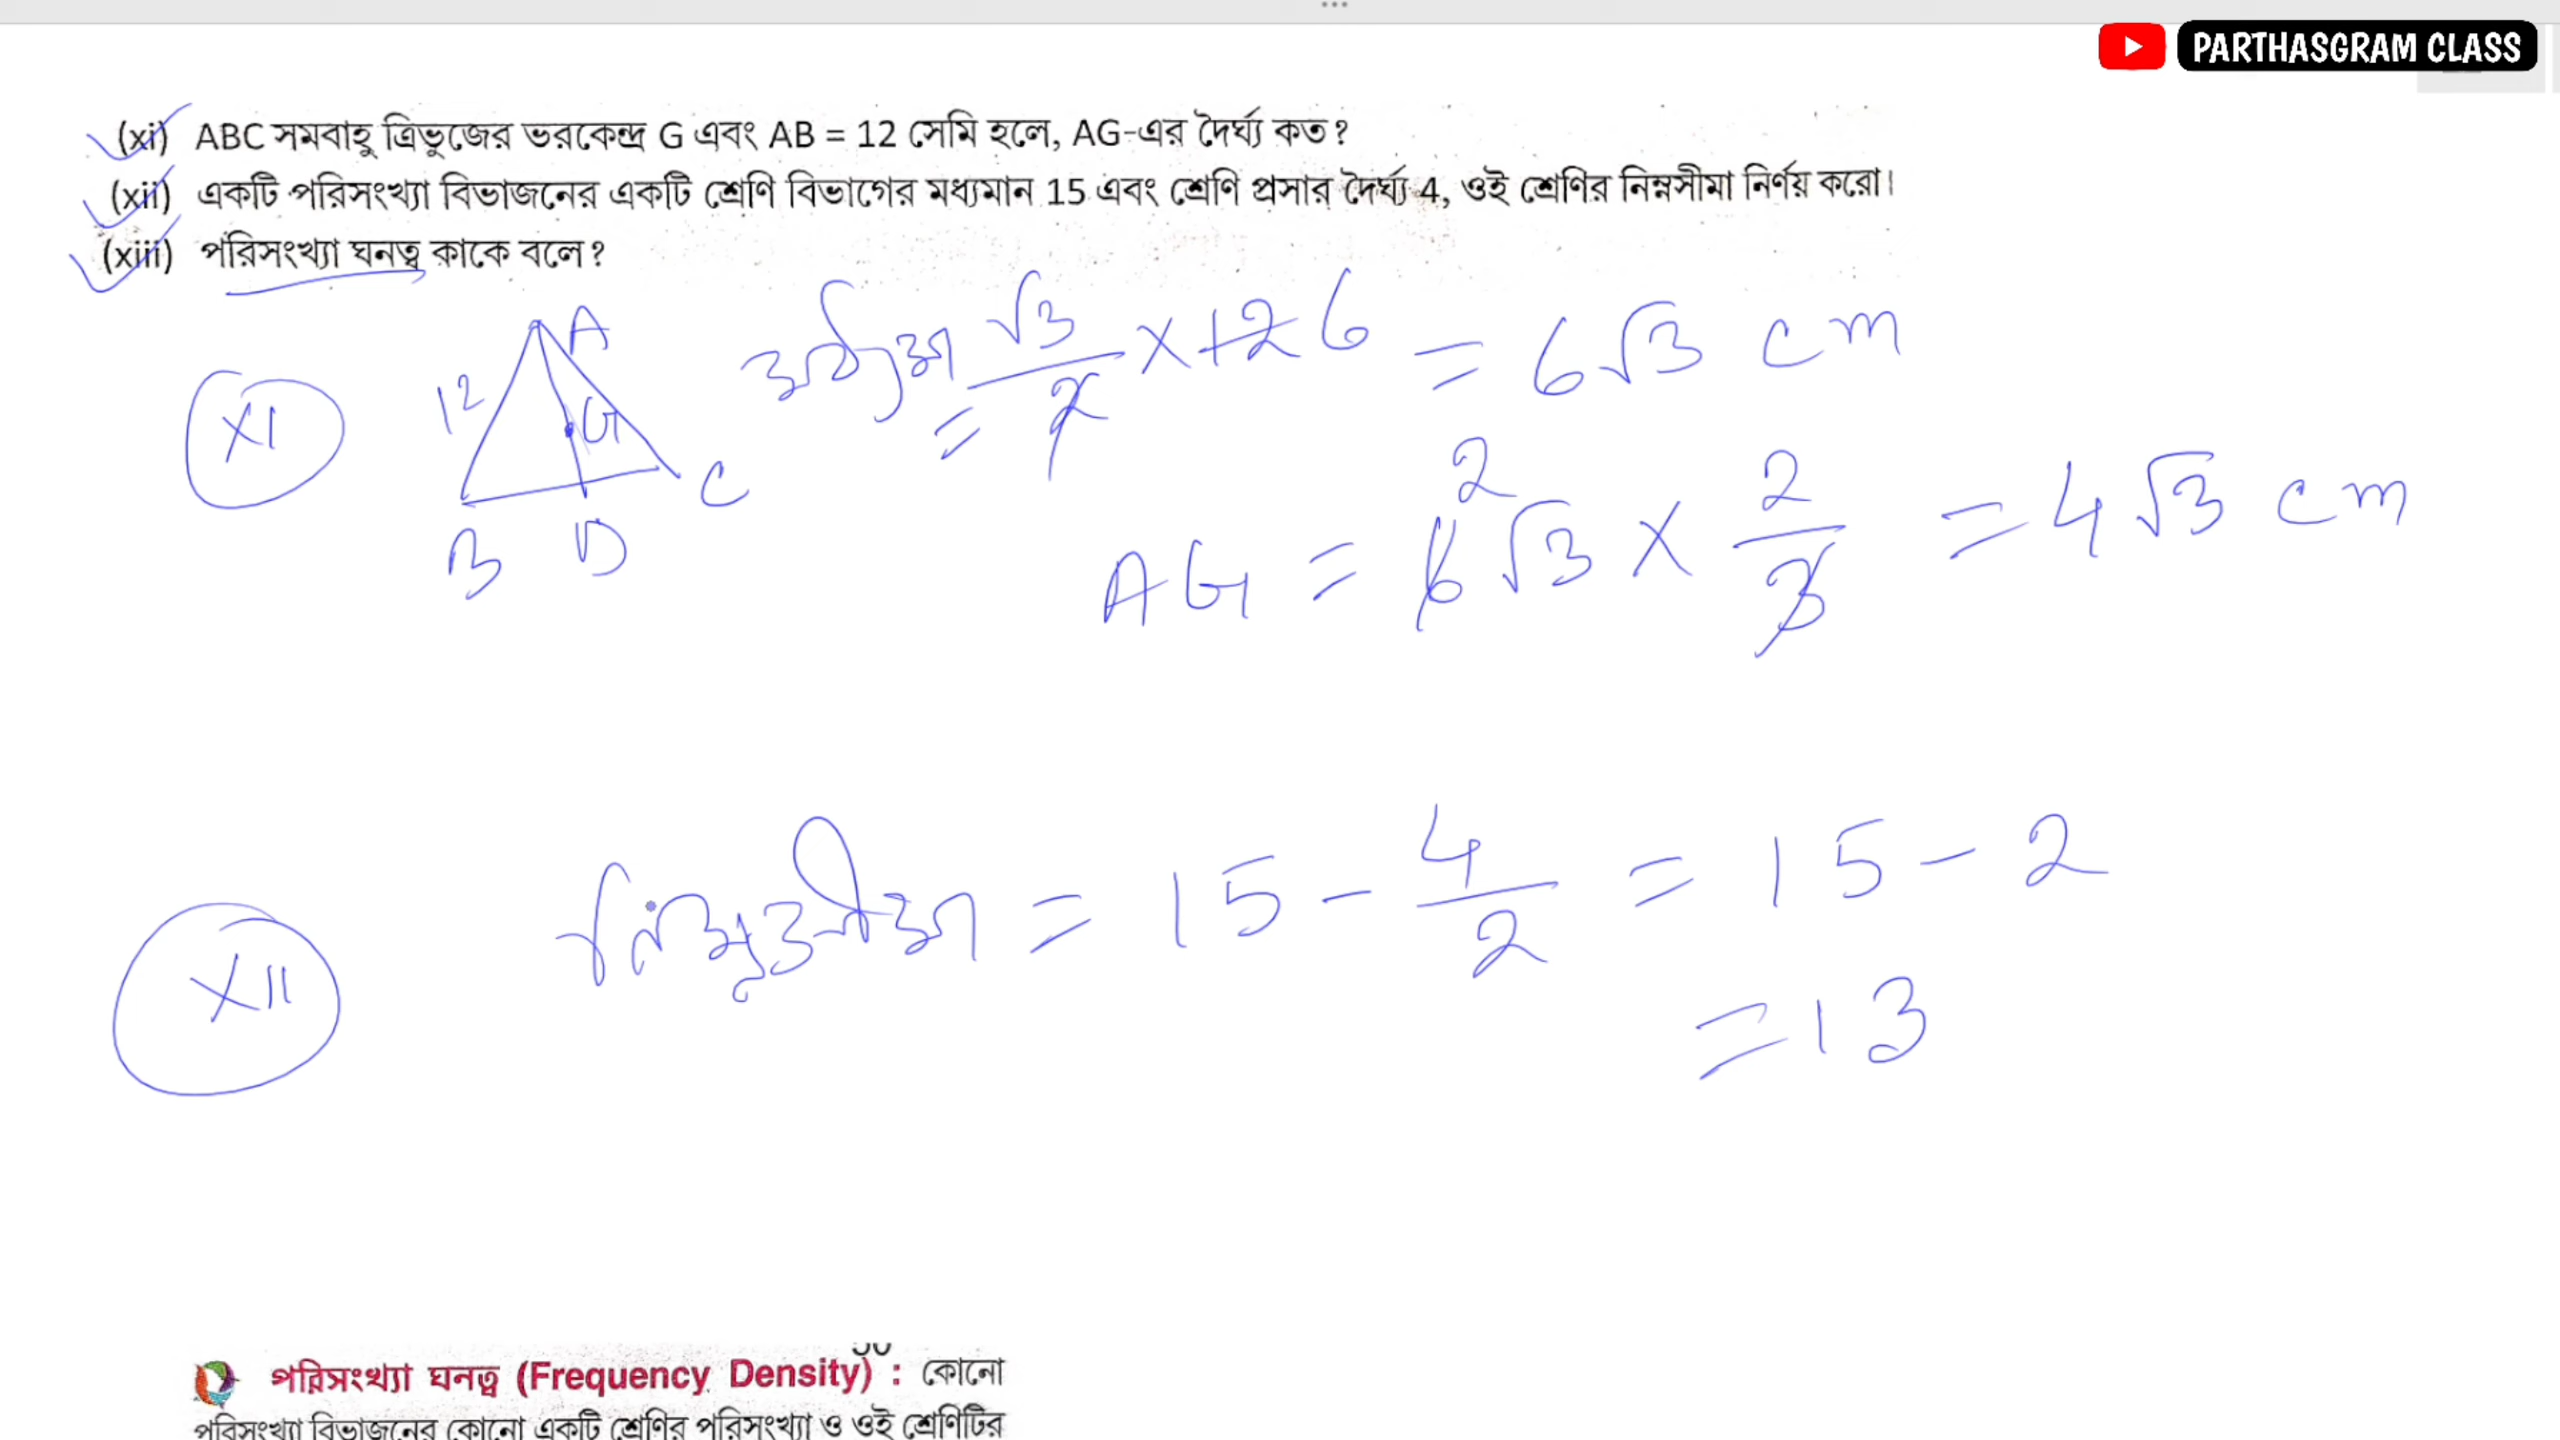 PARTHASGRAM CLASS
(xi) ABC সমবাহু ত্রিভুজের ভরকেন্দ্র G এবং AB = 12 সেমি হলে, AG-এর দৈর্ঘ্য কত?
(xii) একটি পরিসংখ্যা বিভাজনের একটি শ্রেণি বিভাগের মধ্যমান 15 এবং শ্রেণি প্রসার দৈর্ঘ্য 4, ওই শ্রেণির নিম্নসীমা নির্ণয় করো।
(xiii) পরিসংখ্যা ঘনত্ব কাকে বলে?
XI
A
12
G
B D C
= √3/2 × 12 6 = 6√3 cm
AG = 6 2 √3 × 2/3 = 4√3 cm
XII
নিম্নসীমা = 15 - 4/2 = 15 - 2
= 13
পরিসংখ্যা ঘনত্ব (Frequency Density) : কোনো
পরিসংখ্যা বিভাজনের কোনো একটি শ্রেণির পরিসংখ্যা ও ওই শ্রেণিটির